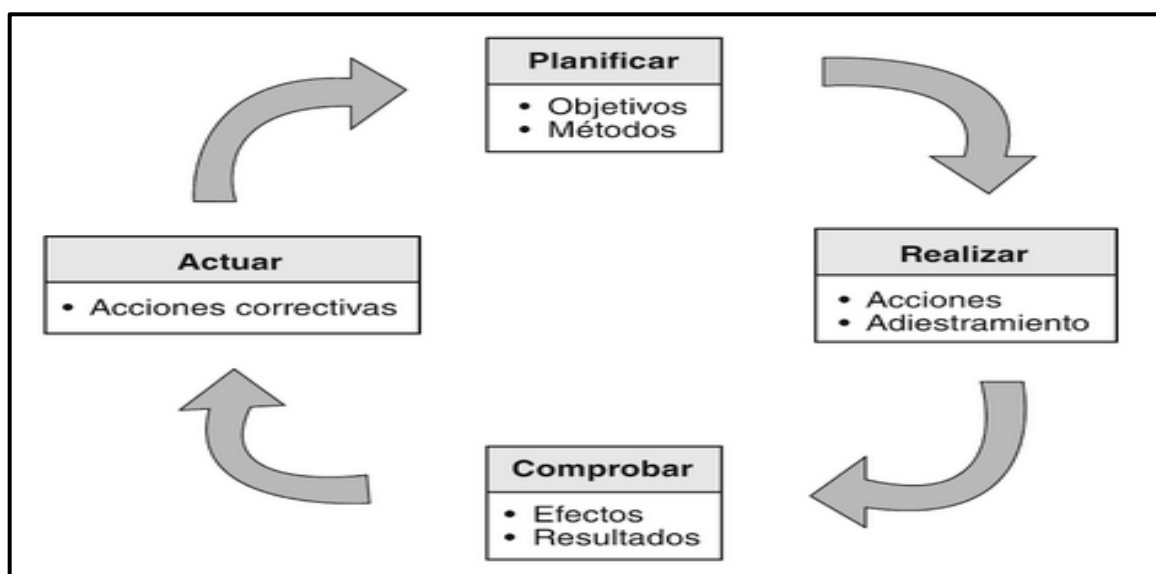 Planificar
• Objetivos
• Métodos
Realizar
• Acciones
• Adiestramiento
Comprobar
• Efectos
• Resultados
Actuar
• Acciones correctivas